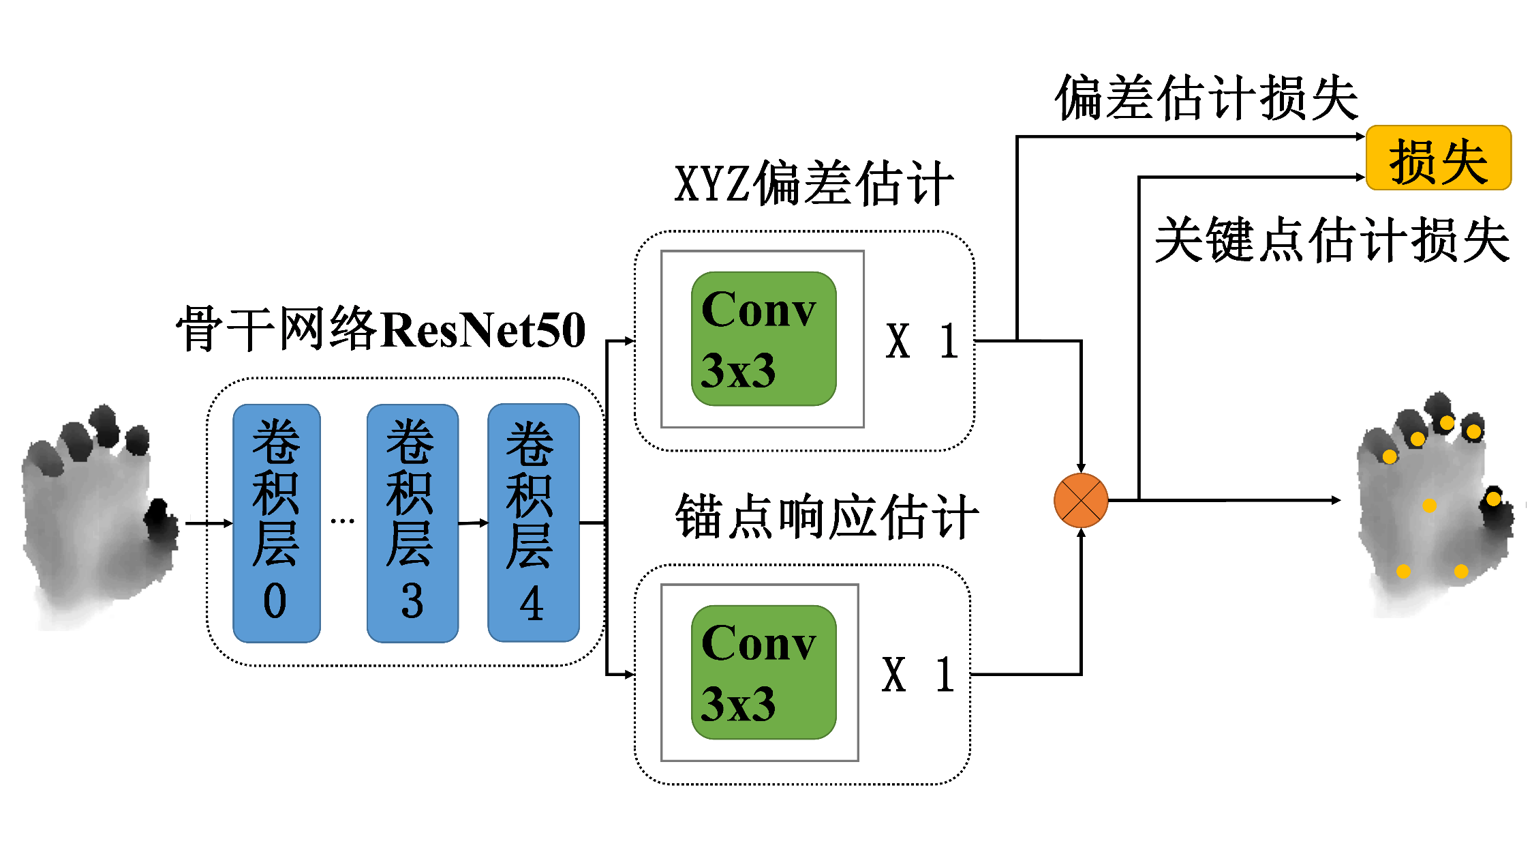 偏差估计损失
损失
XYZ偏差估计
关键点估计损失
Conv
3x3
X 1
骨干网络ResNet50
卷积层0
...
卷积层3
卷积层4
锚点响应估计
Conv
3x3
X 1